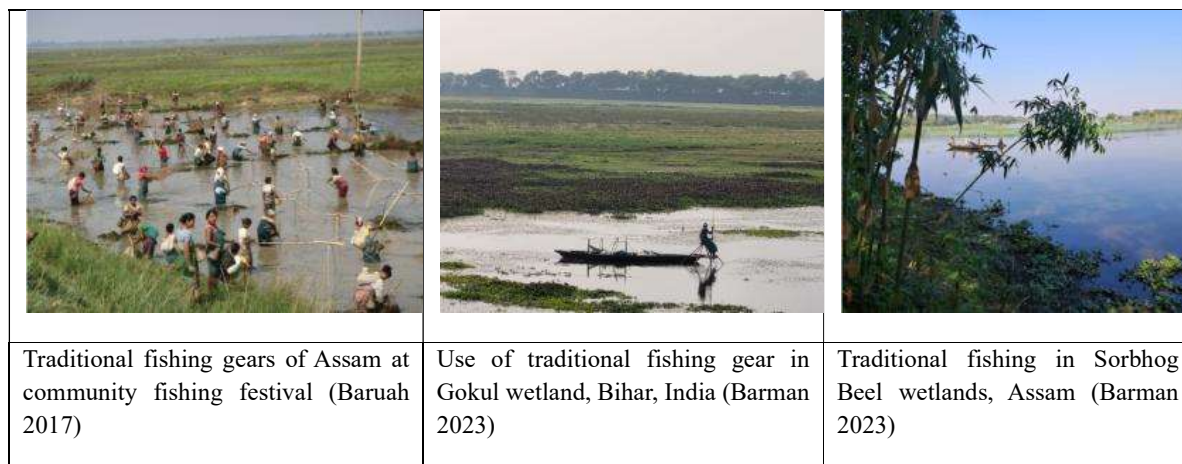 Traditional fishing gears of Assam at
community fishing festival (Baruah
2017)
Use of traditional fishing gear in
Gokul wetland, Bihar, India (Barman
2023)
Traditional fishing in Sorbhog
Beel wetlands, Assam (Barman
2023)